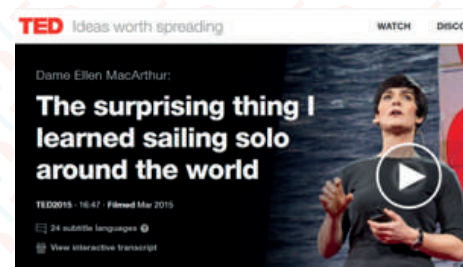 TED Ideas worth spreading
WATCH
DISCO
Dame Ellen MacArthur:
The surprising thing I
learned sailing solo
around the world
TED2015 · 16:47 · Filmed Mar 2015
24 subtitle languages
View interactive transcript